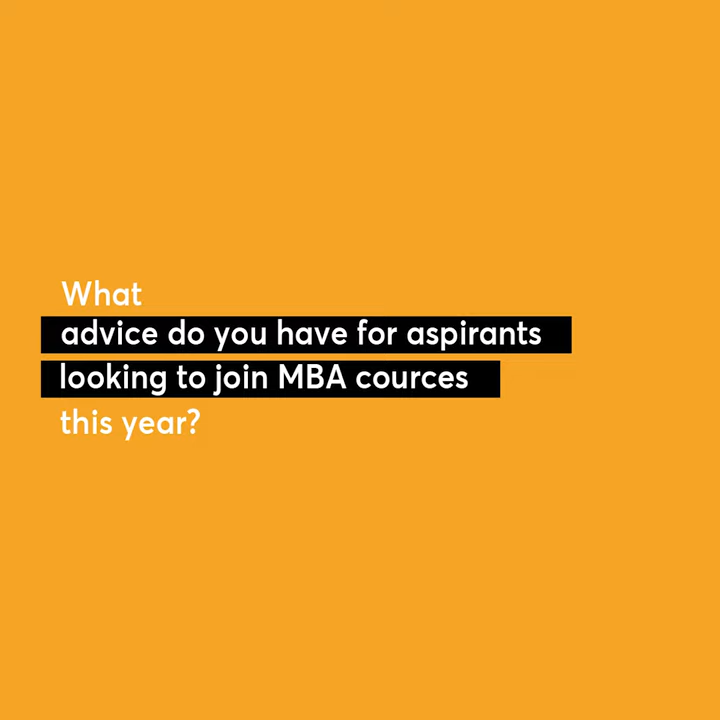 What
advice do you have for aspirants
looking to join MBA cources
this year?